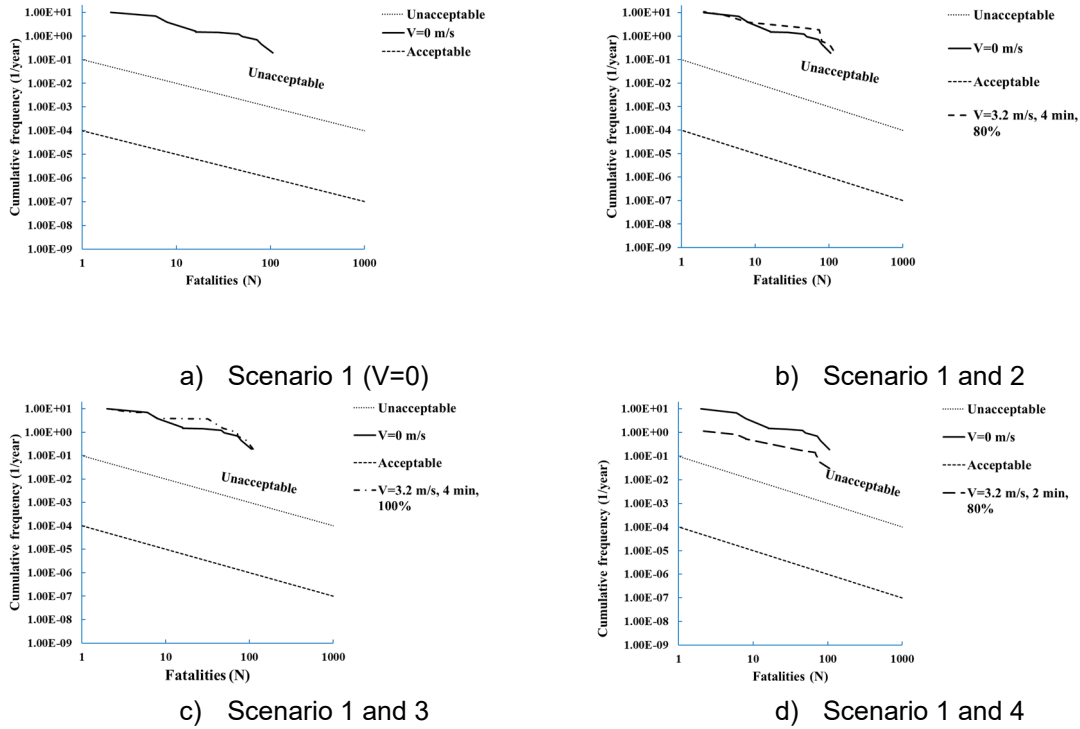 1.00E+01
1.00E+00
1.00E-01
1.00E-02
1.00E-03
1.00E-04
1.00E-05
1.00E-06
1.00E-07
1.00E-08
1.00E-09
Cumulative frequency (1/year)
1 10 100 1000
Fatalities (N)
Unacceptable
Unacceptable
V=0 m/s
Acceptable
a) Scenario 1 (V=0)
1.00E+01
1.00E+00
1.00E-01
1.00E-02
1.00E-03
1.00E-04
1.00E-05
1.00E-06
1.00E-07
1.00E-08
1.00E-09
Cumulative frequency (1/year)
1 10 100 1000
Fatalities (N)
Unacceptable
Unacceptable
V=0 m/s
Acceptable
V=3.2 m/s, 4 min,
80%
b) Scenario 1 and 2
1.00E+01
1.00E+00
1.00E-01
1.00E-02
1.00E-03
1.00E-04
1.00E-05
1.00E-06
1.00E-07
1.00E-08
1.00E-09
Cumulative frequency (1/year)
1 10 100 1000
Fatalities (N)
Unacceptable
Unacceptable
V=0 m/s
Acceptable
V=3.2 m/s, 4 min,
100%
c) Scenario 1 and 3
1.00E+01
1.00E+00
1.00E-01
1.00E-02
1.00E-03
1.00E-04
1.00E-05
1.00E-06
1.00E-07
1.00E-08
1.00E-09
Cumulative frequency (1/year)
1 10 100 1000
Fatalities (N)
Unacceptable
Unacceptable
V=0 m/s
Acceptable
V=3.2 m/s, 2 min,
80%
d) Scenario 1 and 4